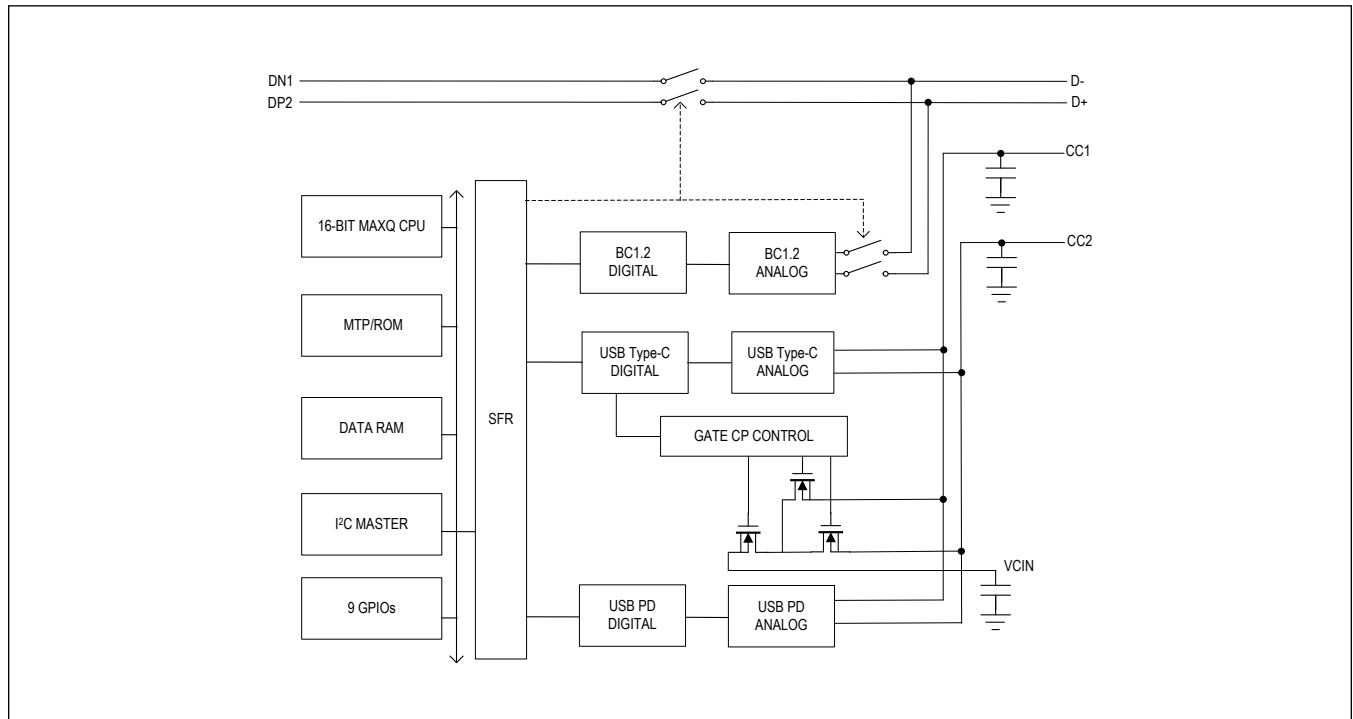 DN1
D-
DP2
D+
CC1
16-BIT MAXQ CPU
CC2
BC1.2
DIGITAL
BC1.2
ANALOG
MTP/ROM
USB Type-C
DIGITAL
USB Type-C
ANALOG
DATA RAM
SFR
GATE CP CONTROL
I²C MASTER
VCIN
9 GPIOs
USB PD
DIGITAL
USB PD
ANALOG